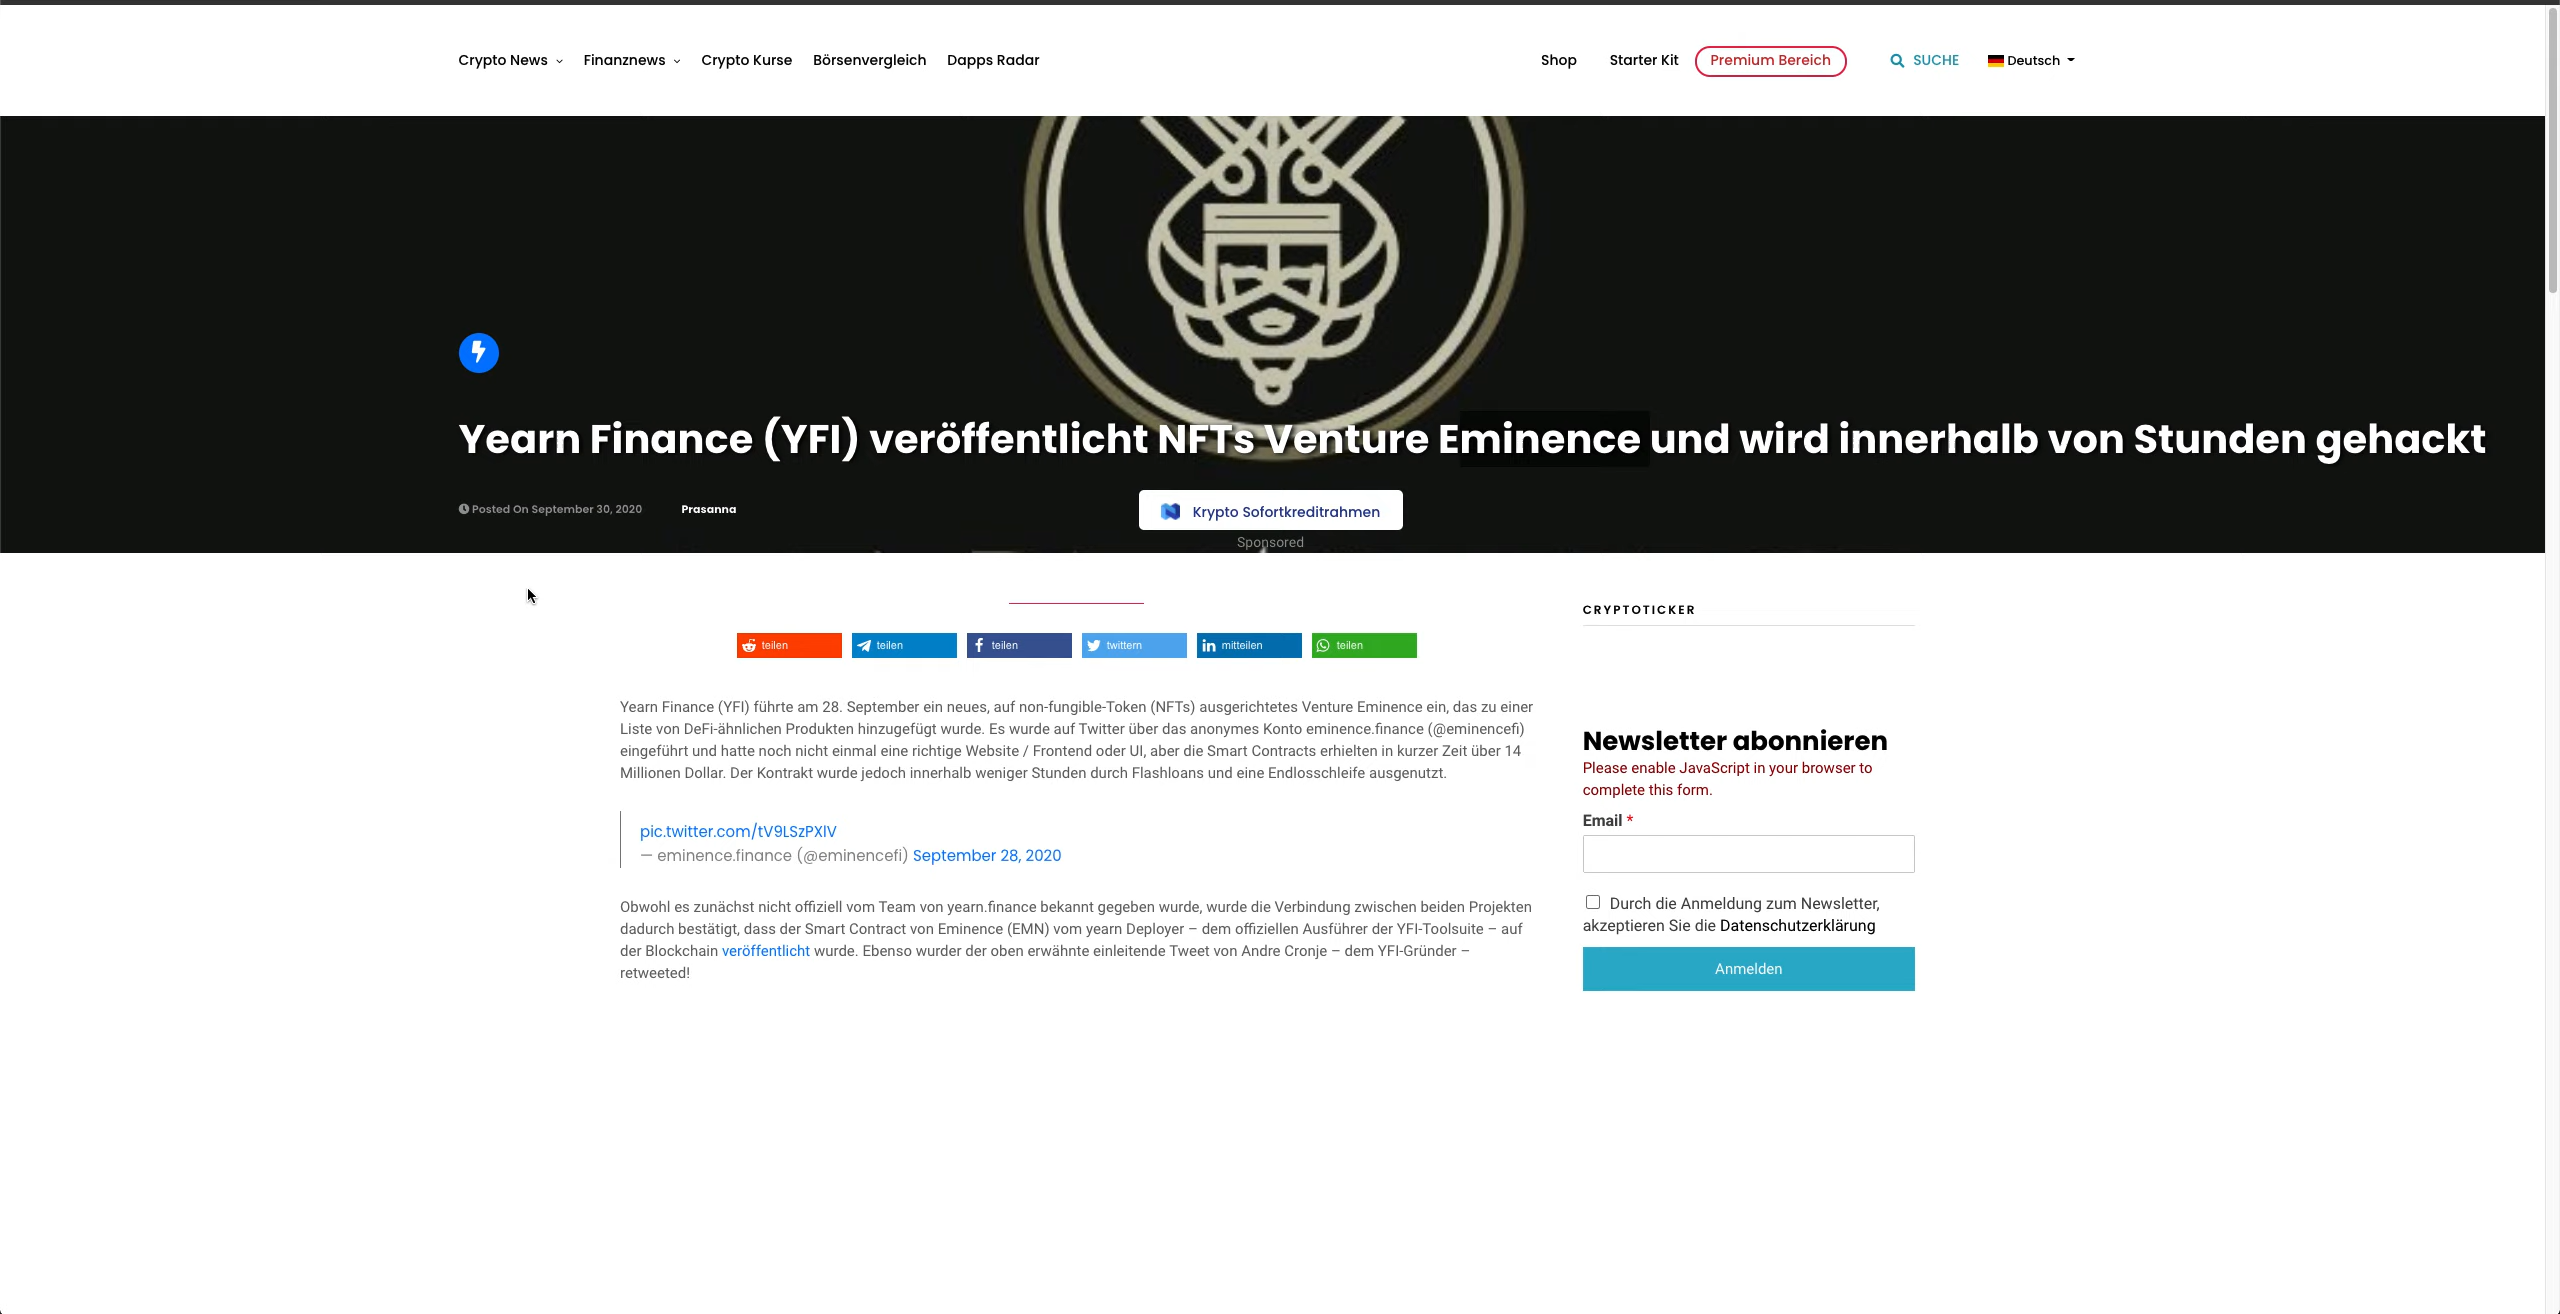 Crypto News Finanznews Crypto Kurse Börsenvergleich Dapps Radar Shop Starter Kit Premium Bereich SUCHE Deutsch
Yearn Finance (YFI) veröffentlicht NFTs Venture Eminence und wird innerhalb von Stunden gehackt
Posted On September 30, 2020 Prasanna
Krypto Sofortkreditrahmen
Sponsored
teilen teilen teilen twittern mitteilen teilen
Yearn Finance (YFI) führte am 28. September ein neues, auf non-fungible-Token (NFTs) ausgerichtetes Venture Eminence ein, das zu einer
Liste von DeFi-ähnlichen Produkten hinzugefügt wurde. Es wurde auf Twitter über das anonymes Konto eminence.finance (@eminencefi)
eingeführt und hatte noch nicht einmal eine richtige Website / Frontend oder UI, aber die Smart Contracts erhielten in kurzer Zeit über 14
Millionen Dollar. Der Kontrakt wurde jedoch innerhalb weniger Stunden durch Flashloans und eine Endlosschleife ausgenutzt.
pic.twitter.com/tV9LSzPXlV
— eminence.finance (@eminencefi) September 28, 2020
Obwohl es zunächst nicht offiziell vom Team von yearn.finance bekannt gegeben wurde, wurde die Verbindung zwischen beiden Projekten
dadurch bestätigt, dass der Smart Contract von Eminence (EMN) vom yearn Deployer – dem offiziellen Ausführer der YFI-Toolsuite – auf
der Blockchain veröffentlicht wurde. Ebenso wurder der oben erwähnte einleitende Tweet von Andre Cronje – dem YFI-Gründer –
retweeted!
CRYPTOTICKER
Newsletter abonnieren
Please enable JavaScript in your browser to
complete this form.
Email *
Durch die Anmeldung zum Newsletter,
akzeptieren Sie die Datenschutzerklärung
Anmelden